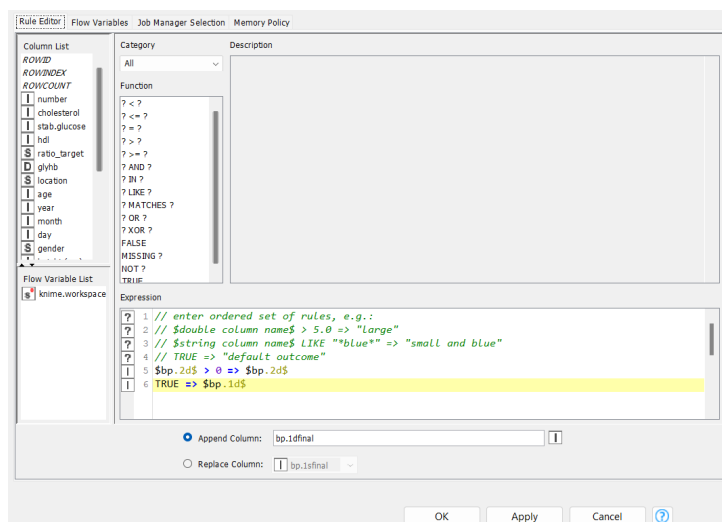 Rule Editor Flow Variables Job Manager Selection Memory Policy
Column List
ROWID
ROWINDEX
ROWCOUNT
I number
I cholesterol
I stab.glucose
I hdl
S ratio_target
D glyhb
S location
I age
I year
I month
I day
S gender
Flow Variable List
s knime.workspace
Category
All
Function
? < ?
? <= ?
? = ?
? > ?
? >= ?
? AND ?
? IN ?
? LIKE ?
? MATCHES ?
? OR ?
? XOR ?
FALSE
MISSING ?
NOT ?
TRUE
Description
Expression
? 1 // enter ordered set of rules, e.g.:
? 2 // $double column name$ > 5.0 => "large"
? 3 // $string column name$ LIKE "*blue*" => "small and blue"
? 4 // TRUE => "default outcome"
I 5 $bp.2d$ > 0 => $bp.2d$
I 6 TRUE => $bp.1d$
Append Column: bp.1dfinal I
Replace Column: I bp.1sfinal
OK Apply Cancel ?